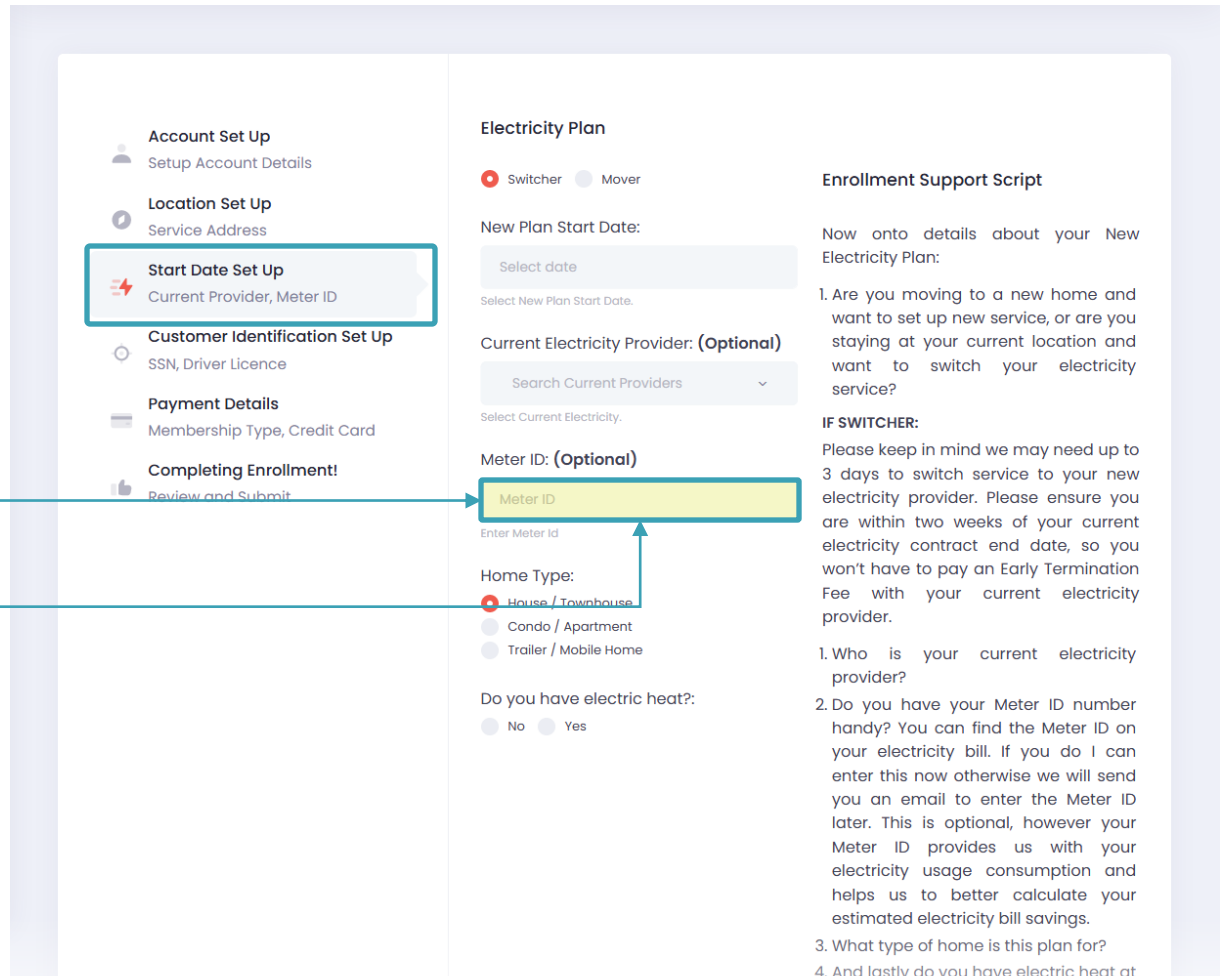 Account Set Up
Setup Account Details
Location Set Up
Service Address
Start Date Set Up
Current Provider, Meter ID
Customer Identification Set Up
SSN, Driver Licence
Payment Details
Membership Type, Credit Card
Completing Enrollment!
Review and Submit
Electricity Plan
Switcher Mover
New Plan Start Date:
Select date
Select New Plan Start Date.
Current Electricity Provider: (Optional)
Search Current Providers
Select Current Electricity.
Meter ID: (Optional)
Meter ID
Enter Meter Id
Home Type:
House / Townhouse
Condo / Apartment
Trailer / Mobile Home
Do you have electric heat?:
No Yes
Enrollment Support Script
Now onto details about your New
Electricity Plan:
1. Are you moving to a new home and
want to set up new service, or are you
staying at your current location and
want to switch your electricity
service?
IF SWITCHER:
Please keep in mind we may need up to
3 days to switch service to your new
electricity provider. Please ensure you
are within two weeks of your current
electricity contract end date, so you
won't have to pay an Early Termination
Fee with your current electricity
provider.
1. Who is your current electricity
provider?
2. Do you have your Meter ID number
handy? You can find the Meter ID on
your electricity bill. If you do I can
enter this now otherwise we will send
you an email to enter the Meter ID
later. This is optional, however your
Meter ID provides us with your
electricity usage consumption and
helps us to better calculate your
estimated electricity bill savings.
3. What type of home is this plan for?
4. And lastly do you have electric heat at